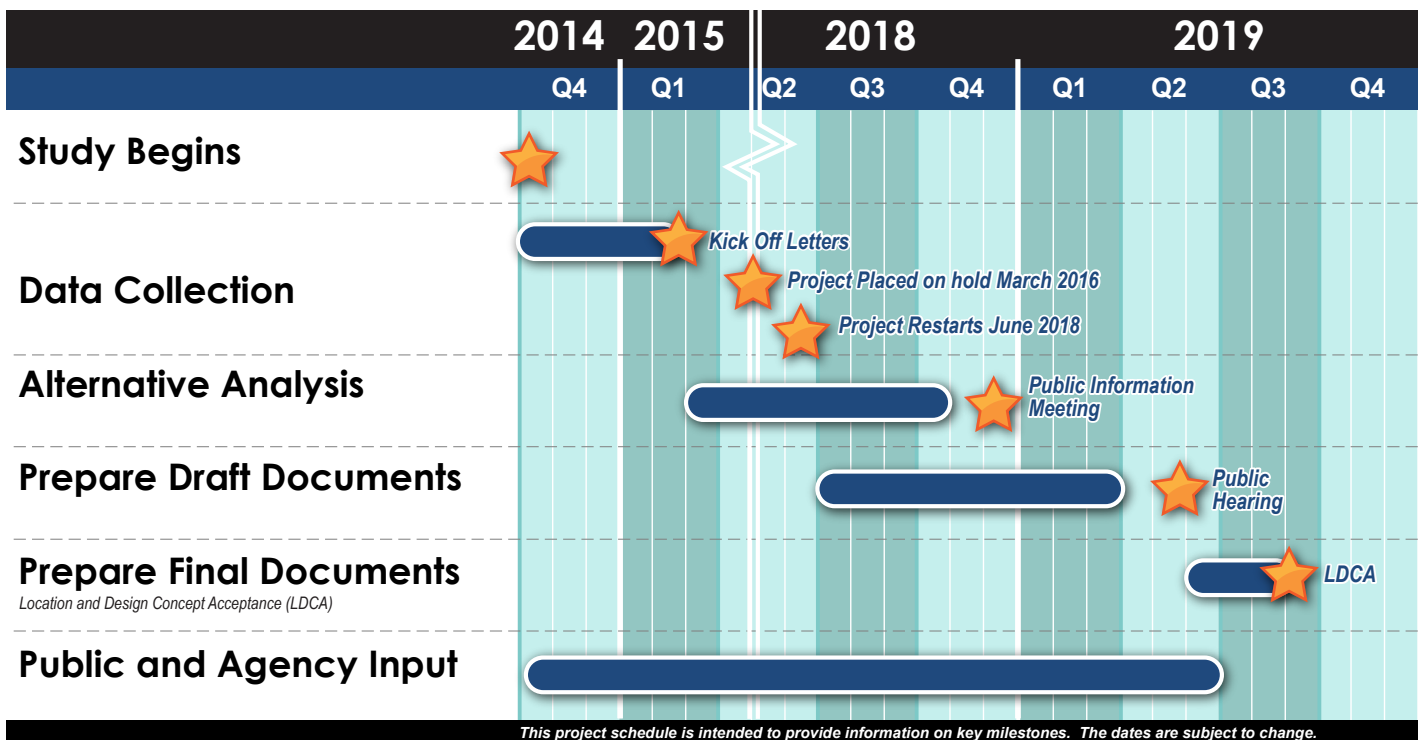 2014 2015 2018 2019
Q4 Q1 Q2 Q3 Q4 Q1 Q2 Q3 Q4
Study Begins
Kick Off Letters
Data Collection
Project Placed on hold March 2016
Project Restarts June 2018
Alternative Analysis
Public Information
Meeting
Prepare Draft Documents
Public
Hearing
Prepare Final Documents
Location and Design Concept Acceptance (LDCA)
LDCA
Public and Agency Input
This project schedule is intended to provide information on key milestones. The dates are subject to change.